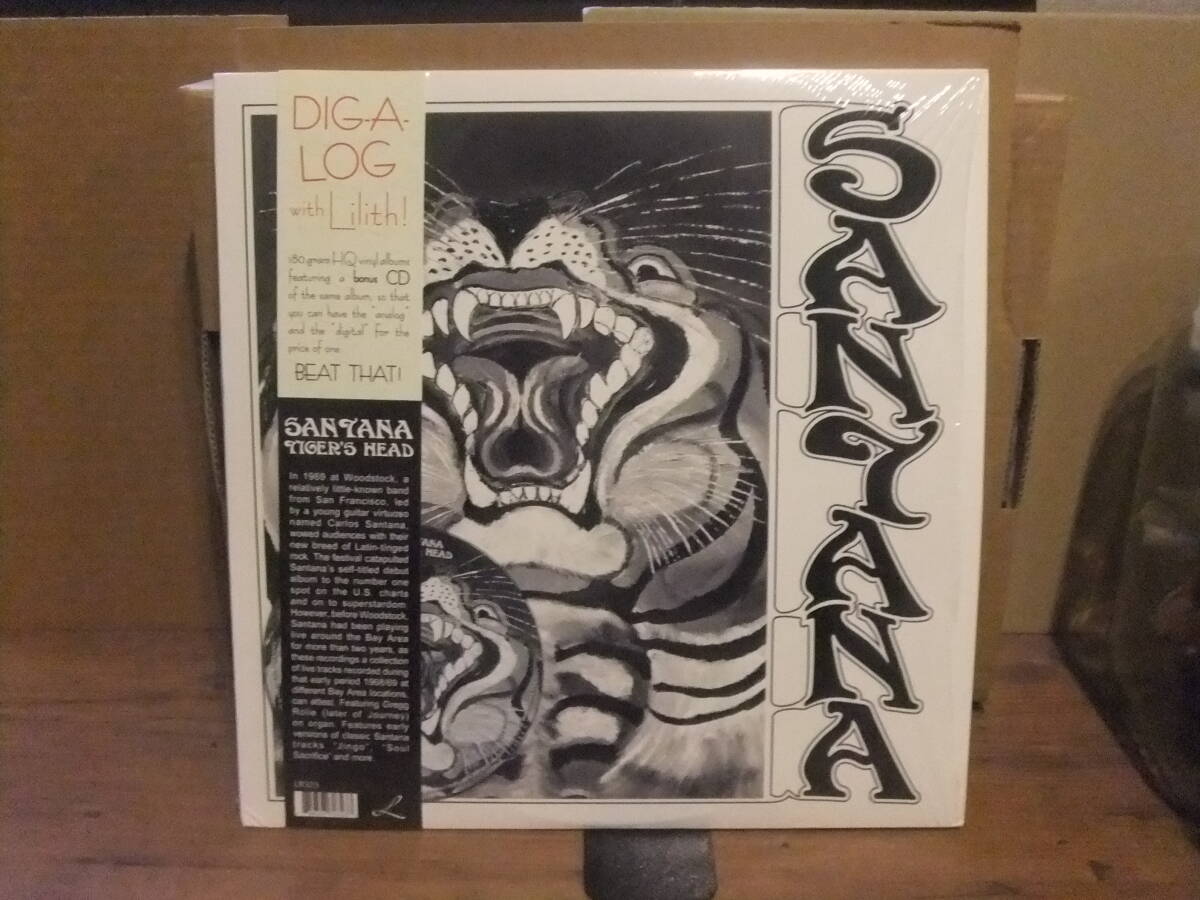 DIG-A-
LOG
with Lilith!
180 gram HQ vinyl albums
featuring a bonus CD
of the same album, so that
you can have the "analog"
and the "digital" for the
price of one.
BEAT THAT!
SANTANA
TIGER'S HEAD
In 1969 at Woodstock, a
relatively little-known band
from San Francisco, led
by a young guitar virtuoso
named Carlos Santana,
wowed audiences with their
new breed of Latin-tinged
rock. The festival catapulted
Santana's self-titled debut
album to the number one
spot on the U.S. charts
and on to superstardom.
However, before Woodstock,
Santana had been playing
live around the Bay Area
for more than two years, as
these recordings a collection
of live tracks recorded during
that early period 1968/69 at
different Bay Area locations,
can attest. Featuring Gregg
Rolie (later of Journey)
on organ. Features early
versions of classic Santana
tracks "Jingo", "Soul
Sacrifice" and more.
TANA
HEAD
SANTANA